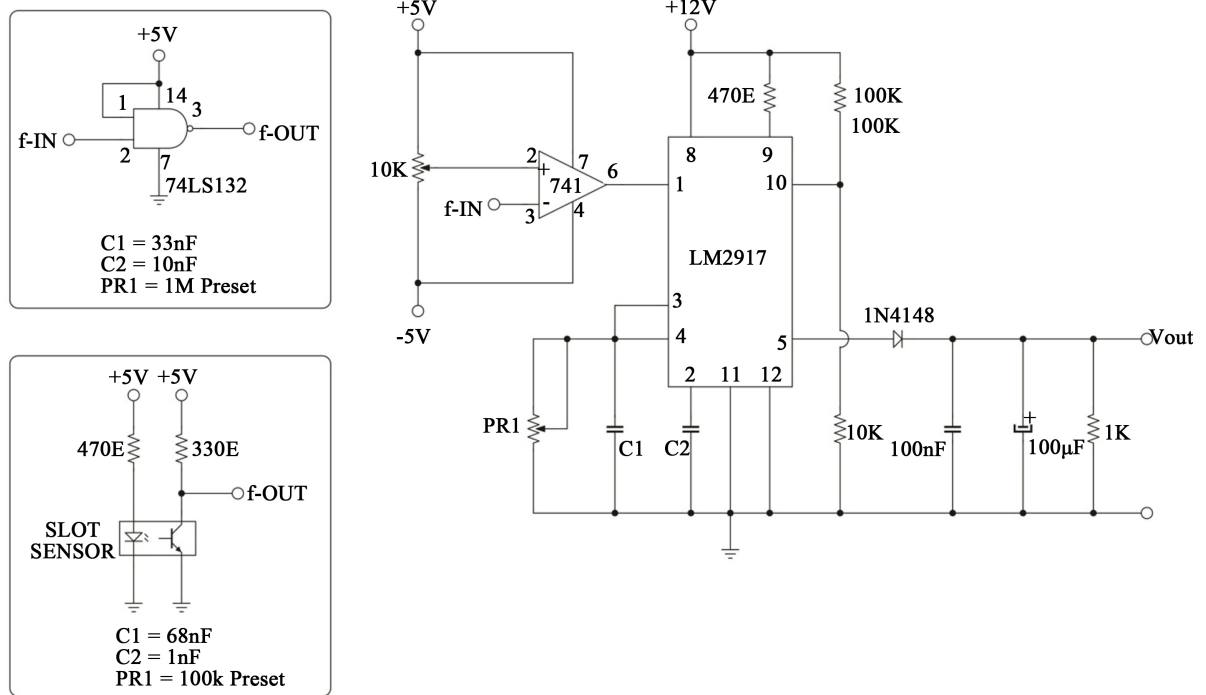 +5V
1
14
3
f-IN
f-OUT
2
7
74LS132
C1 = 33nF
C2 = 10nF
PR1 = 1M Preset
+5V +5V
470E
330E
f-OUT
SLOT
SENSOR
C1 = 68nF
C2 = 1nF
PR1 = 100k Preset
+5V
10K
2
+
7
741
6
f-IN
-
3
4
-5V
+12V
470E
100K
100K
8
9
1
10
LM2917
3
4
5
2 11 12
1N4148
Vout
PR1
C1
C2
10K
100nF
+
100μF
1K